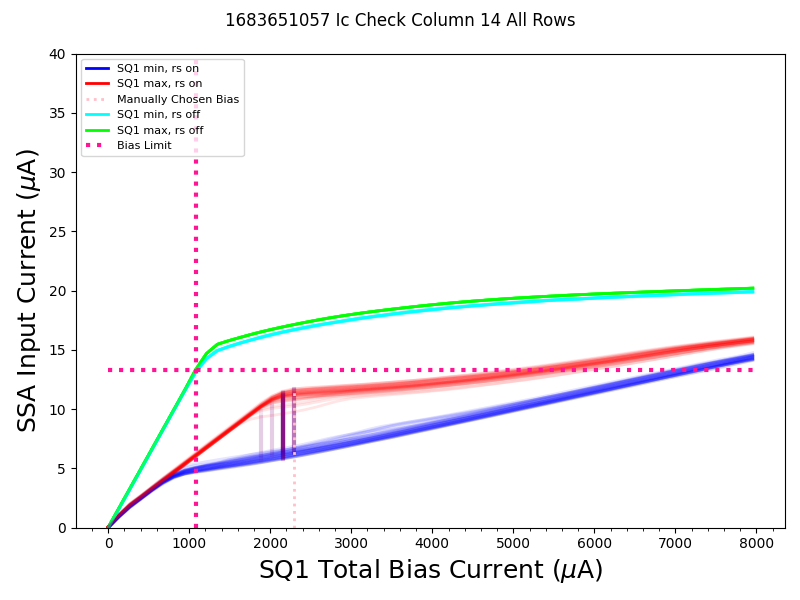 1683651057 Ic Check Column 14 All Rows
SSA Input Current (μA)
40
35
30
25
20
15
10
5
0
SQ1 min, rs on
SQ1 max, rs on
Manually Chosen Bias
SQ1 min, rs off
SQ1 max, rs off
Bias Limit
0 1000 2000 3000 4000 5000 6000 7000 8000
SQ1 Total Bias Current (μA)